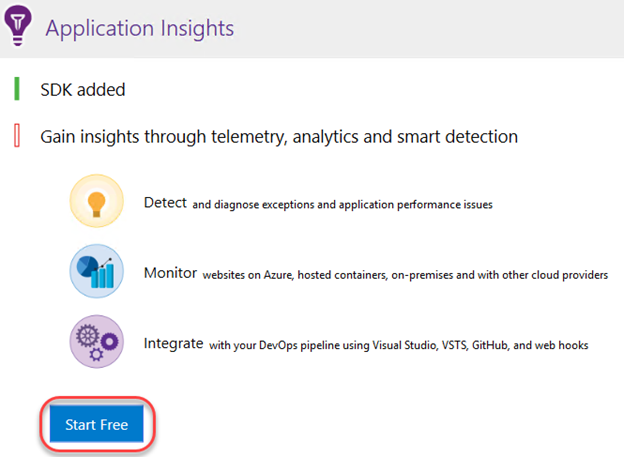 Application Insights
SDK added
Gain insights through telemetry, analytics and smart detection
Detect and diagnose exceptions and application performance issues
Monitor websites on Azure, hosted containers, on-premises and with other cloud providers
Integrate with your DevOps pipeline using Visual Studio, VSTS, GitHub, and web hooks
Start Free